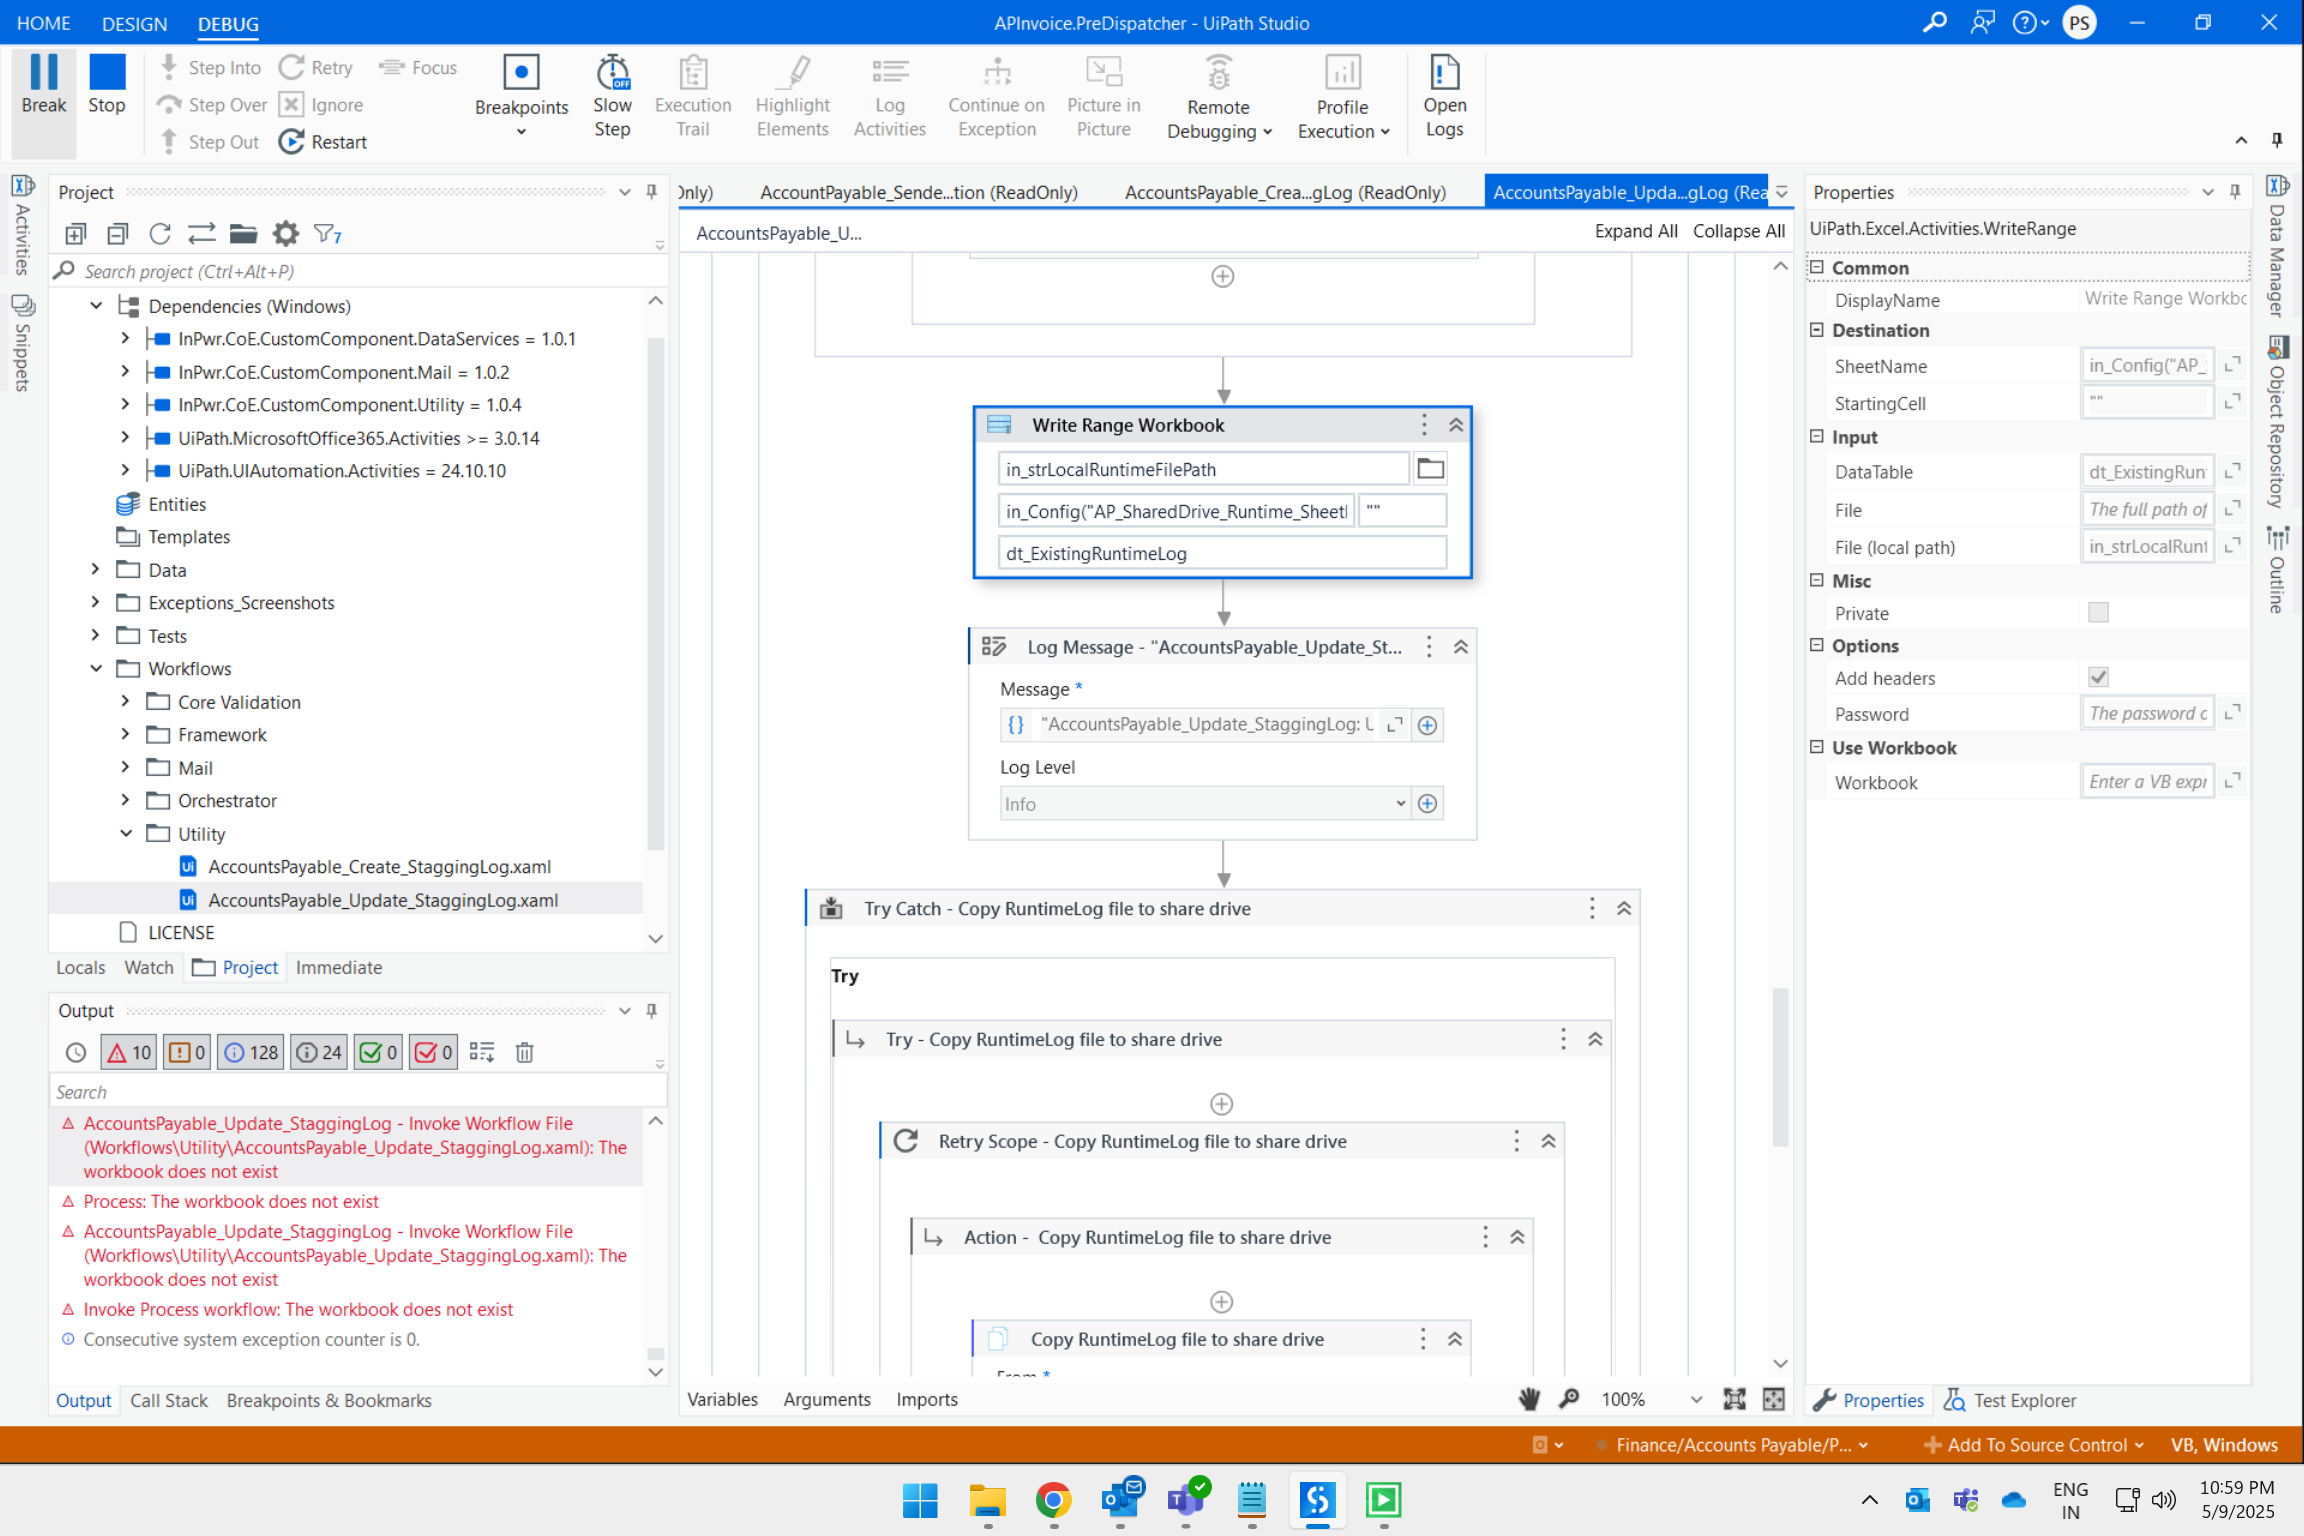 HOME DESIGN DEBUG
APInvoice.PreDispatcher - UiPath Studio
PS
Break
Stop
Step Into
Step Over
Step Out
Retry
Ignore
Restart
Focus
Breakpoints
Slow Step
OFF
Execution Trail
Highlight Elements
Log Activities
Continue on Exception
Picture in Picture
Remote Debugging
Profile Execution
Open Logs
Activities
Snippets
Project
7
Search project (Ctrl+Alt+P)
Dependencies (Windows)
InPwr.CoE.CustomComponent.DataServices = 1.0.1
InPwr.CoE.CustomComponent.Mail = 1.0.2
InPwr.CoE.CustomComponent.Utility = 1.0.4
UiPath.MicrosoftOffice365.Activities >= 3.0.14
UiPath.UIAutomation.Activities = 24.10.10
Entities
Templates
Data
Exceptions_Screenshots
Tests
Workflows
Core Validation
Framework
Mail
Orchestrator
Utility
AccountsPayable_Create_StaggingLog.xaml
AccountsPayable_Update_StaggingLog.xaml
LICENSE
Locals Watch Project Immediate
Output
10 0 128 24 0 0
Search
AccountsPayable_Update_StaggingLog - Invoke Workflow File
(Workflows\Utility\AccountsPayable_Update_StaggingLog.xaml): The
workbook does not exist
Process: The workbook does not exist
AccountsPayable_Update_StaggingLog - Invoke Workflow File
(Workflows\Utility\AccountsPayable_Update_StaggingLog.xaml): The
workbook does not exist
Invoke Process workflow: The workbook does not exist
Consecutive system exception counter is 0.
Output Call Stack Breakpoints & Bookmarks
Only) AccountPayable_Sende...tion (ReadOnly) AccountsPayable_Crea...gLog (ReadOnly) AccountsPayable_Upda...gLog (Rea
AccountsPayable_U...
Expand All Collapse All
Write Range Workbook
in_strLocalRuntimeFilePath
in_Config("AP_SharedDrive_Runtime_Sheet
""
dt_ExistingRuntimeLog
Log Message - "AccountsPayable_Update_St...
Message *
"AccountsPayable_Update_StaggingLog: U
Log Level
Info
Try Catch - Copy RuntimeLog file to share drive
Try
Try - Copy RuntimeLog file to share drive
Retry Scope - Copy RuntimeLog file to share drive
Action - Copy RuntimeLog file to share drive
Copy RuntimeLog file to share drive
From *
Variables Arguments Imports
100%
Properties
UiPath.Excel.Activities.WriteRange
Common
DisplayName Write Range Workbo
Destination
SheetName in_Config("AP_
StartingCell ""
Input
DataTable dt_ExistingRun
File The full path of
File (local path) in_strLocalRunt
Misc
Private
Options
Add headers
Password The password o
Use Workbook
Workbook Enter a VB expr
Properties Test Explorer
Data Manager
Object Repository
Outline
Finance/Accounts Payable/P...
Add To Source Control
VB, Windows
ENG
IN
10:59 PM
5/9/2025